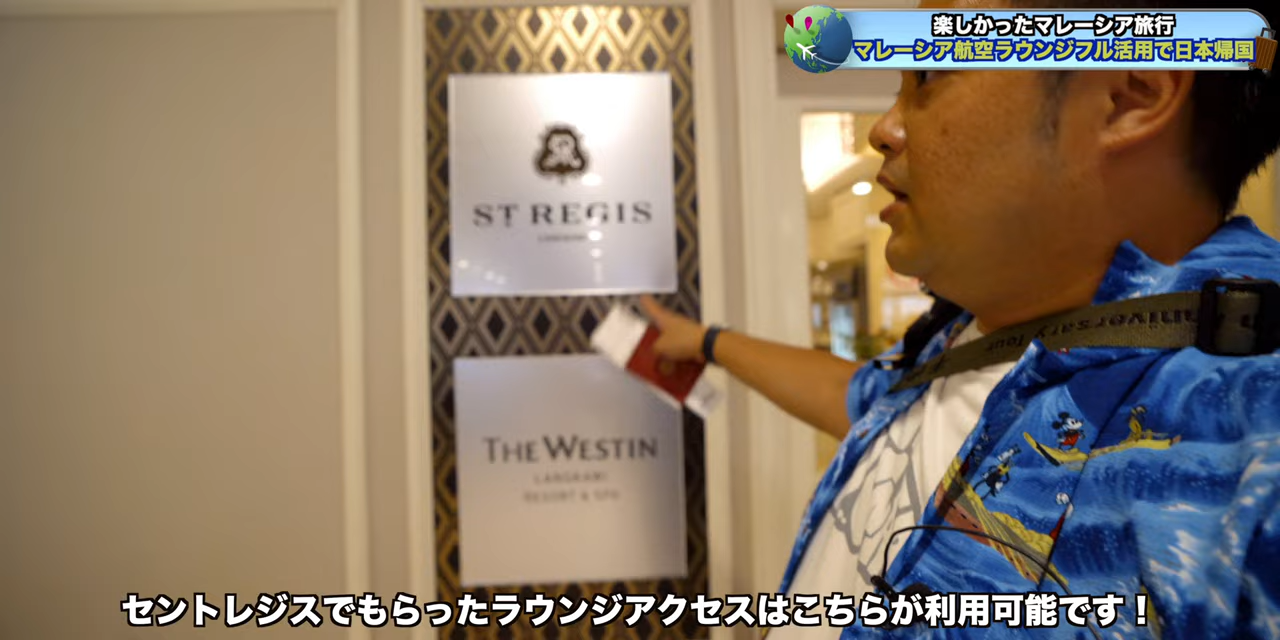 楽しかったマレーシア旅行
マレーシア航空ラウンジフル活用で日本帰国
ST REGIS
THE WESTIN
LANGKAWI
RESORT & SPA
nniversary Tour
セントレジスでもらったラウンジアクセスはこちらが利用可能です！